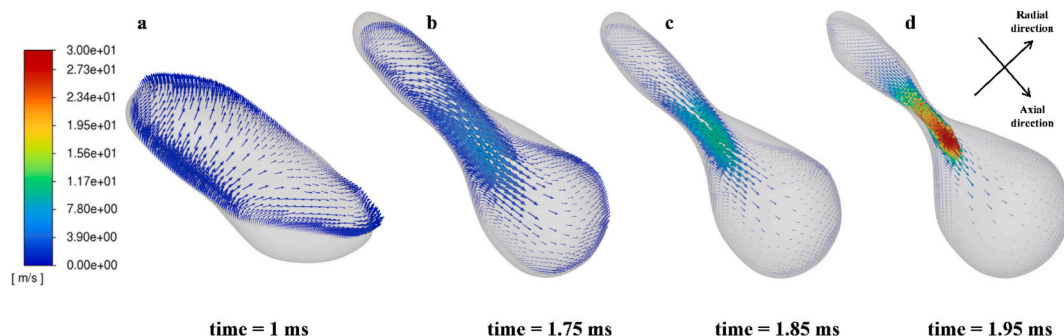 a
b
c
d
Radial
direction
Axial
direction
3.00e+01
2.73e+01
2.34e+01
1.95e+01
1.56e+01
1.17e+01
7.80e+00
3.90e+00
0.00e+00
[ m/s ]
time = 1 ms
time = 1.75 ms
time = 1.85 ms
time = 1.95 ms